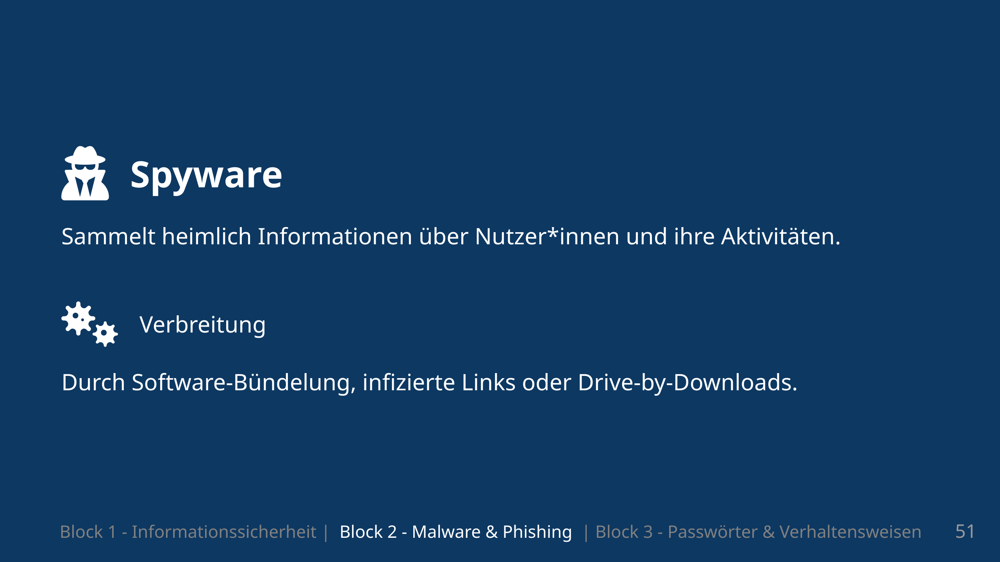 Spyware
Sammelt heimlich Informationen über Nutzer*innen und ihre Aktivitäten.
Verbreitung
Durch Software-Bündelung, infizierte Links oder Drive-by-Downloads.
Block 1 - Informationssicherheit | Block 2 - Malware & Phishing | Block 3 - Passwörter & Verhaltensweisen 51